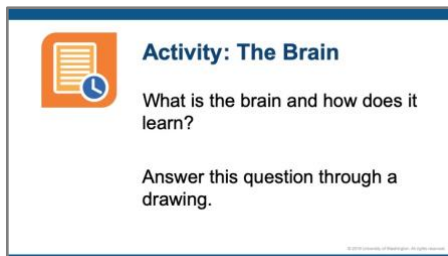 Activity: The Brain
What is the brain and how does it
learn?
Answer this question through a
drawing.